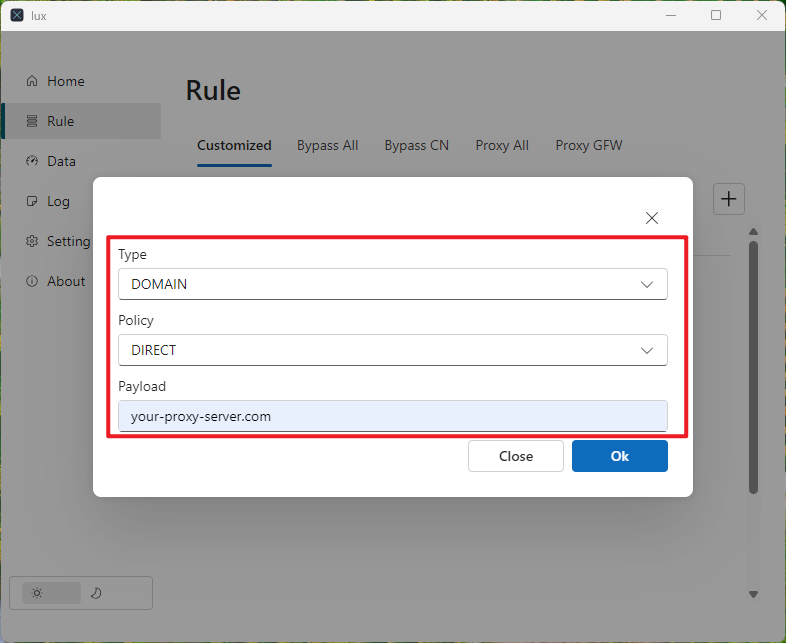 lux
Home
Rule
Data
Log
Setting
About
Rule
Customized Bypass All Bypass CN Proxy All Proxy GFW
Type
DOMAIN
Policy
DIRECT
Payload
your-proxy-server.com
Close Ok